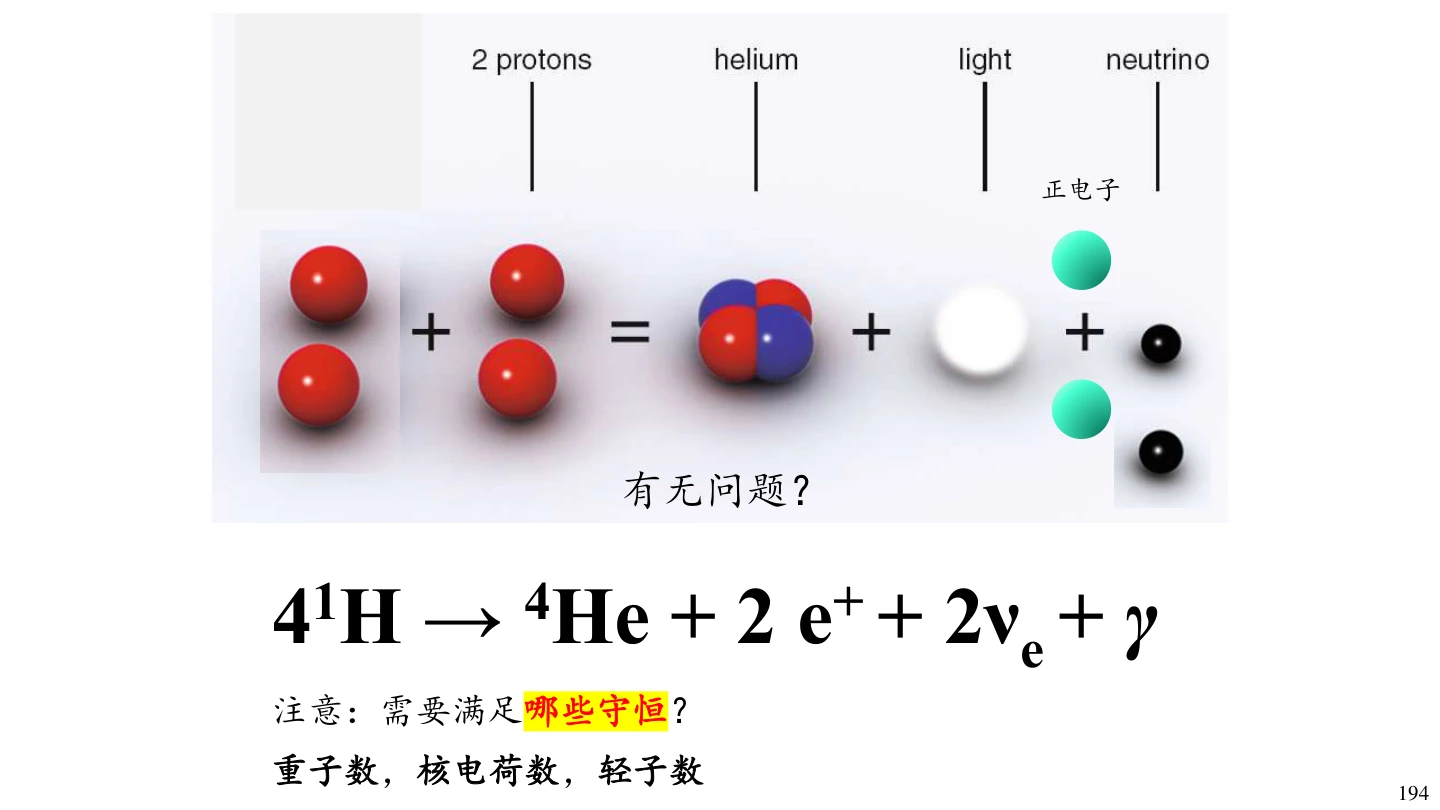 2 protons helium light neutrino
正电子
+ = + +
有无问题？
4¹H → ⁴He + 2 e⁺ + 2νₑ + γ
注意：需要满足哪些守恒？
重子数，核电荷数，轻子数
194